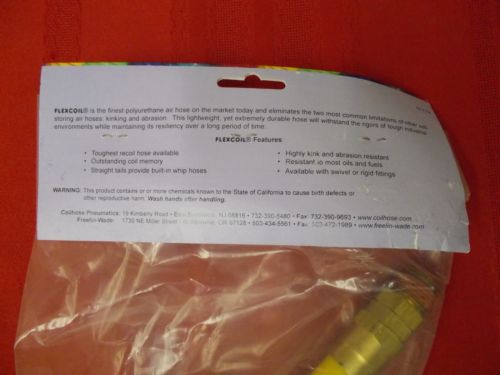 FLEXCOIL® is the finest polyurethane air hose on the market today and eliminates the two most common limitations of other self-
storing air hoses: kinking and abrasion. This lightweight, yet extremely durable hose will withstand the rigors of tough industrial
environments while maintaining its resiliency over a long period of time.
FLEXCOIL® Features
• Toughest recoil hose available
• Outstanding coil memory
• Straight tails provide built-in whip hoses
• Highly kink and abrasion resistant
• Resistant to most oils and fuels
• Available with swivel or rigid fittings
WARNING: This product contains or more chemicals known to the State of California to cause birth defects or
other reproductive harm. Wash hands after handling.
Coilhose Pneumatics: 19 Kimberly Road • East Brunswick, NJ 08816 • 732-390-8480 • Fax: 732-390-9693 • www.coilhose.com
Freelin-Wade: 1730 NE Miller Street • McMinnville, OR 97128 • 503-434-5561 • Fax: 503-472-1989 • www.freelin-wade.com